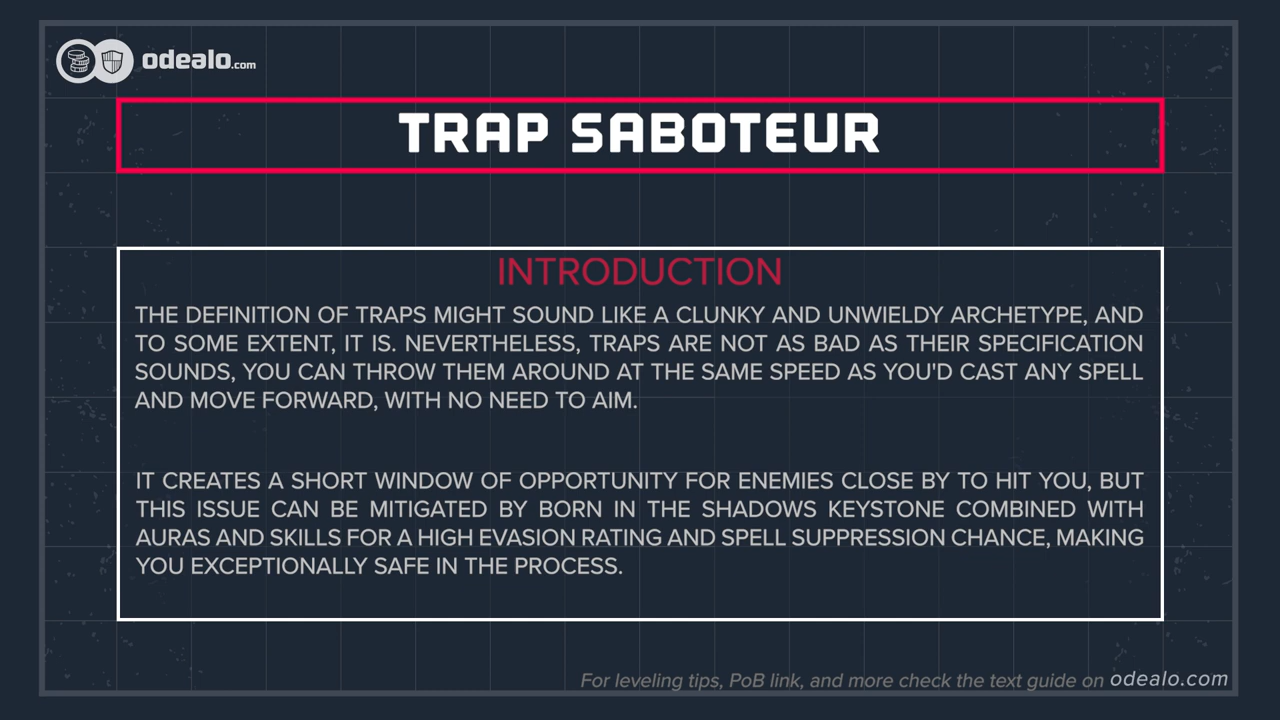 odealo.com
TRAP SABOTEUR
INTRODUCTION
THE DEFINITION OF TRAPS MIGHT SOUND LIKE A CLUNKY AND UNWIELDY ARCHETYPE, AND
TO SOME EXTENT, IT IS. NEVERTHELESS, TRAPS ARE NOT AS BAD AS THEIR SPECIFICATION
SOUNDS, YOU CAN THROW THEM AROUND AT THE SAME SPEED AS YOU'D CAST ANY SPELL
AND MOVE FORWARD, WITH NO NEED TO AIM.
IT CREATES A SHORT WINDOW OF OPPORTUNITY FOR ENEMIES CLOSE BY TO HIT YOU, BUT
THIS ISSUE CAN BE MITIGATED BY BORN IN THE SHADOWS KEYSTONE COMBINED WITH
AURAS AND SKILLS FOR A HIGH EVASION RATING AND SPELL SUPPRESSION CHANCE, MAKING
YOU EXCEPTIONALLY SAFE IN THE PROCESS.
For leveling tips, PoB link, and more check the text guide on odealo.com